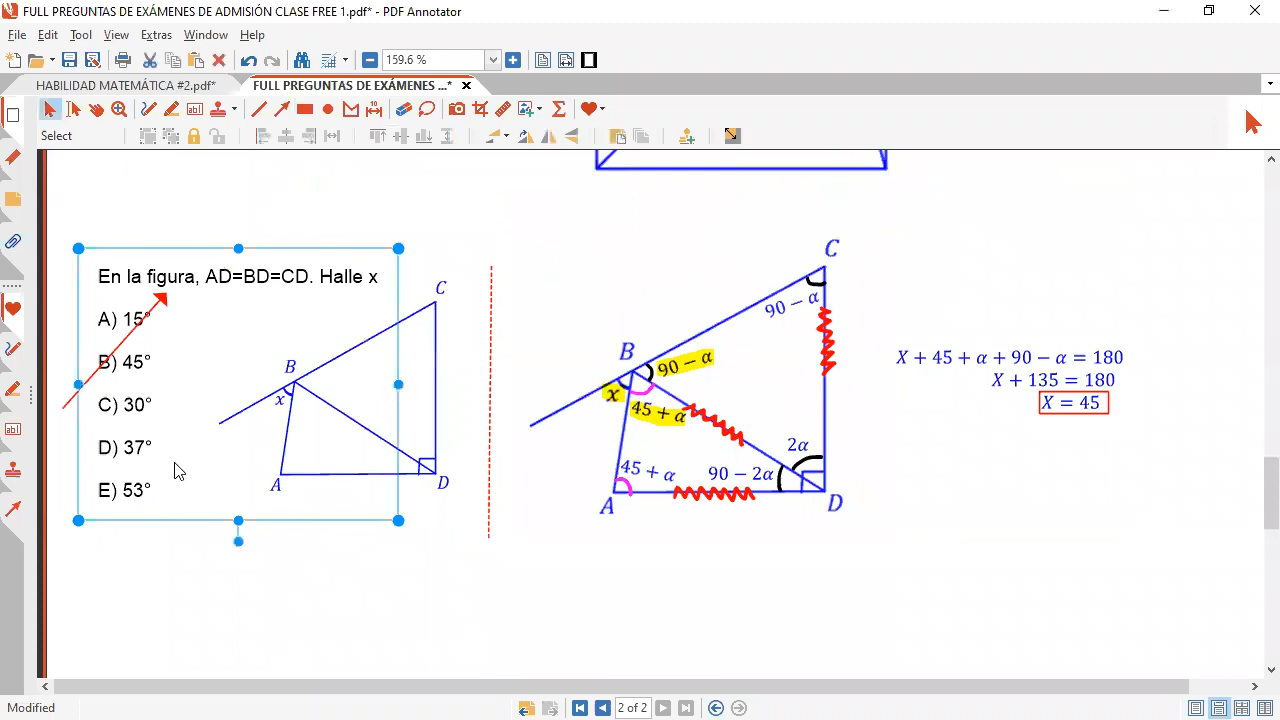 FULL PREGUNTAS DE EXÁMENES DE ADMISIÓN CLASE FREE 1.pdf* - PDF Annotator
File Edit Tool View Extras Window Help
159.6 %
HABILIDAD MATEMÁTICA #2.pdf* FULL PREGUNTAS DE EXÁMENES ...*
Select
En la figura, AD=BD=CD. Halle x
A) 15°
B) 45°
C) 30°
D) 37°
E) 53°
C
B
x
A
D
C
90 − α
B
90 − α
x
45 + α
2α
45 + α
90 − 2α
A
D
X + 45 + α + 90 − α = 180
X + 135 = 180
X = 45
Modified
2 of 2